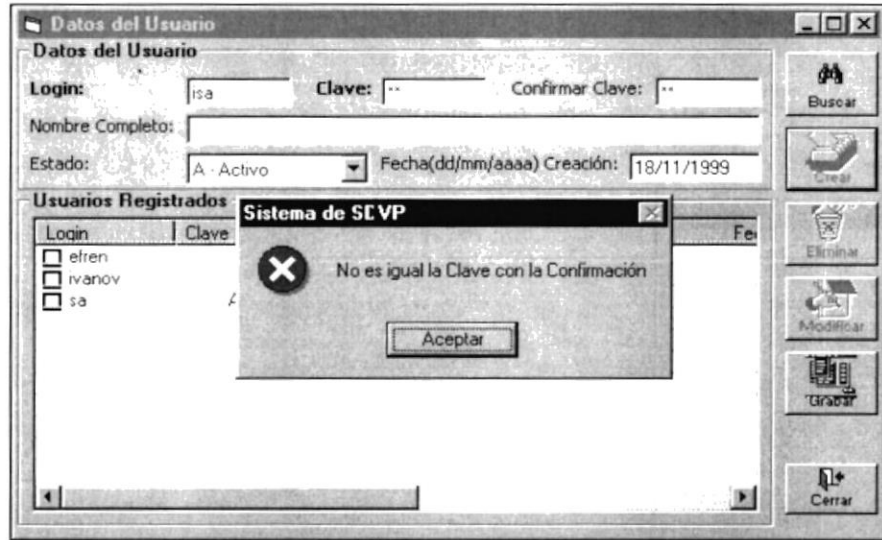 Datos del Usuario
Datos del Usuario
Login: isa Clave: -- Confirmar Clave: --
Nombre Completo:
Estado: A - Activo Fecha(dd/mm/aaaa) Creación: 18/11/1999
Usuarios Registrados
Login Clave Fe
efren
ivanov
sa A
Sistema de
No es igual la Clave con la Confirmación
Aceptar
Buscar
Crear
Eliminar
Modificar
Grabar
Cerrar